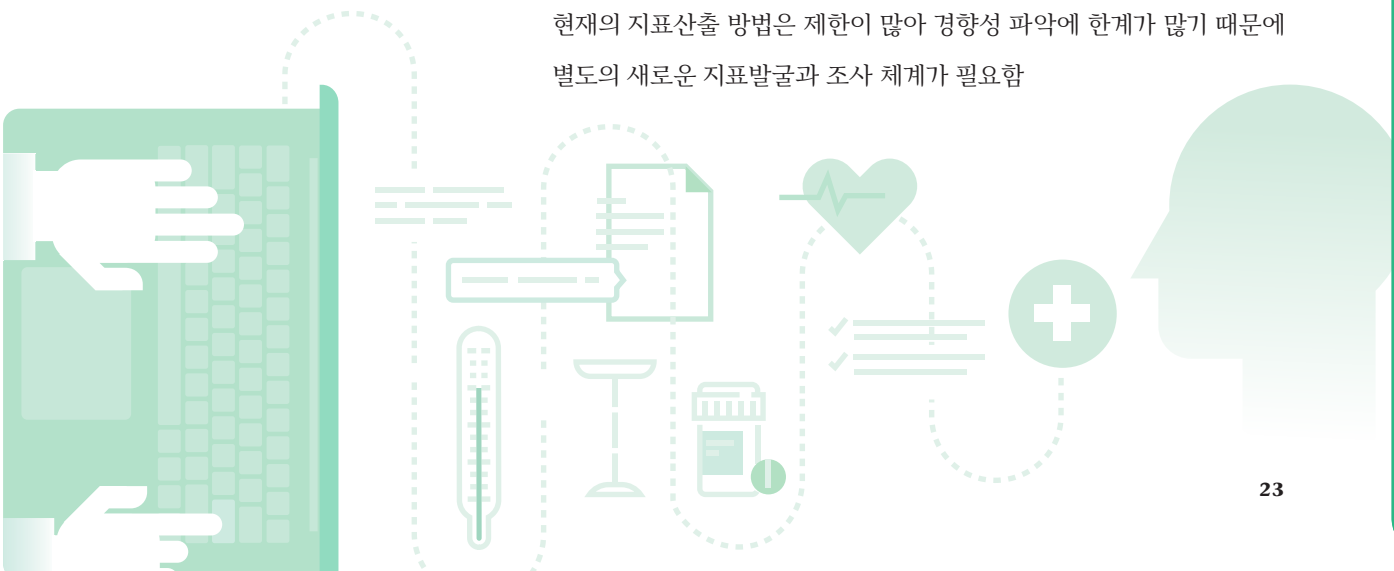 현재의 지표산출 방법은 제한이 많아 경향성 파악에 한계가 많기 때문에
별도의 새로운 지표발굴과 조사 체계가 필요함
23